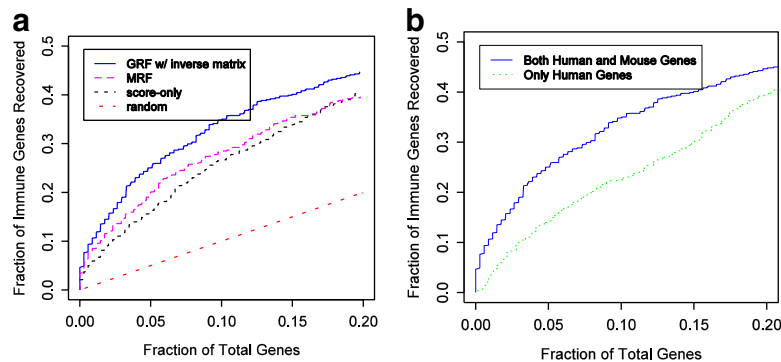 a
GRF w/ inverse matrix
MRF
score-only
random
Fraction of Immune Genes Recovered
0.0 0.1 0.2 0.3 0.4 0.5
0.00 0.05 0.10 0.15 0.20
Fraction of Total Genes
b
Both Human and Mouse Genes
Only Human Genes
Fraction of Immune Genes Recovered
0.0 0.1 0.2 0.3 0.4 0.5
0.00 0.05 0.10 0.15 0.20
Fraction of Total Genes